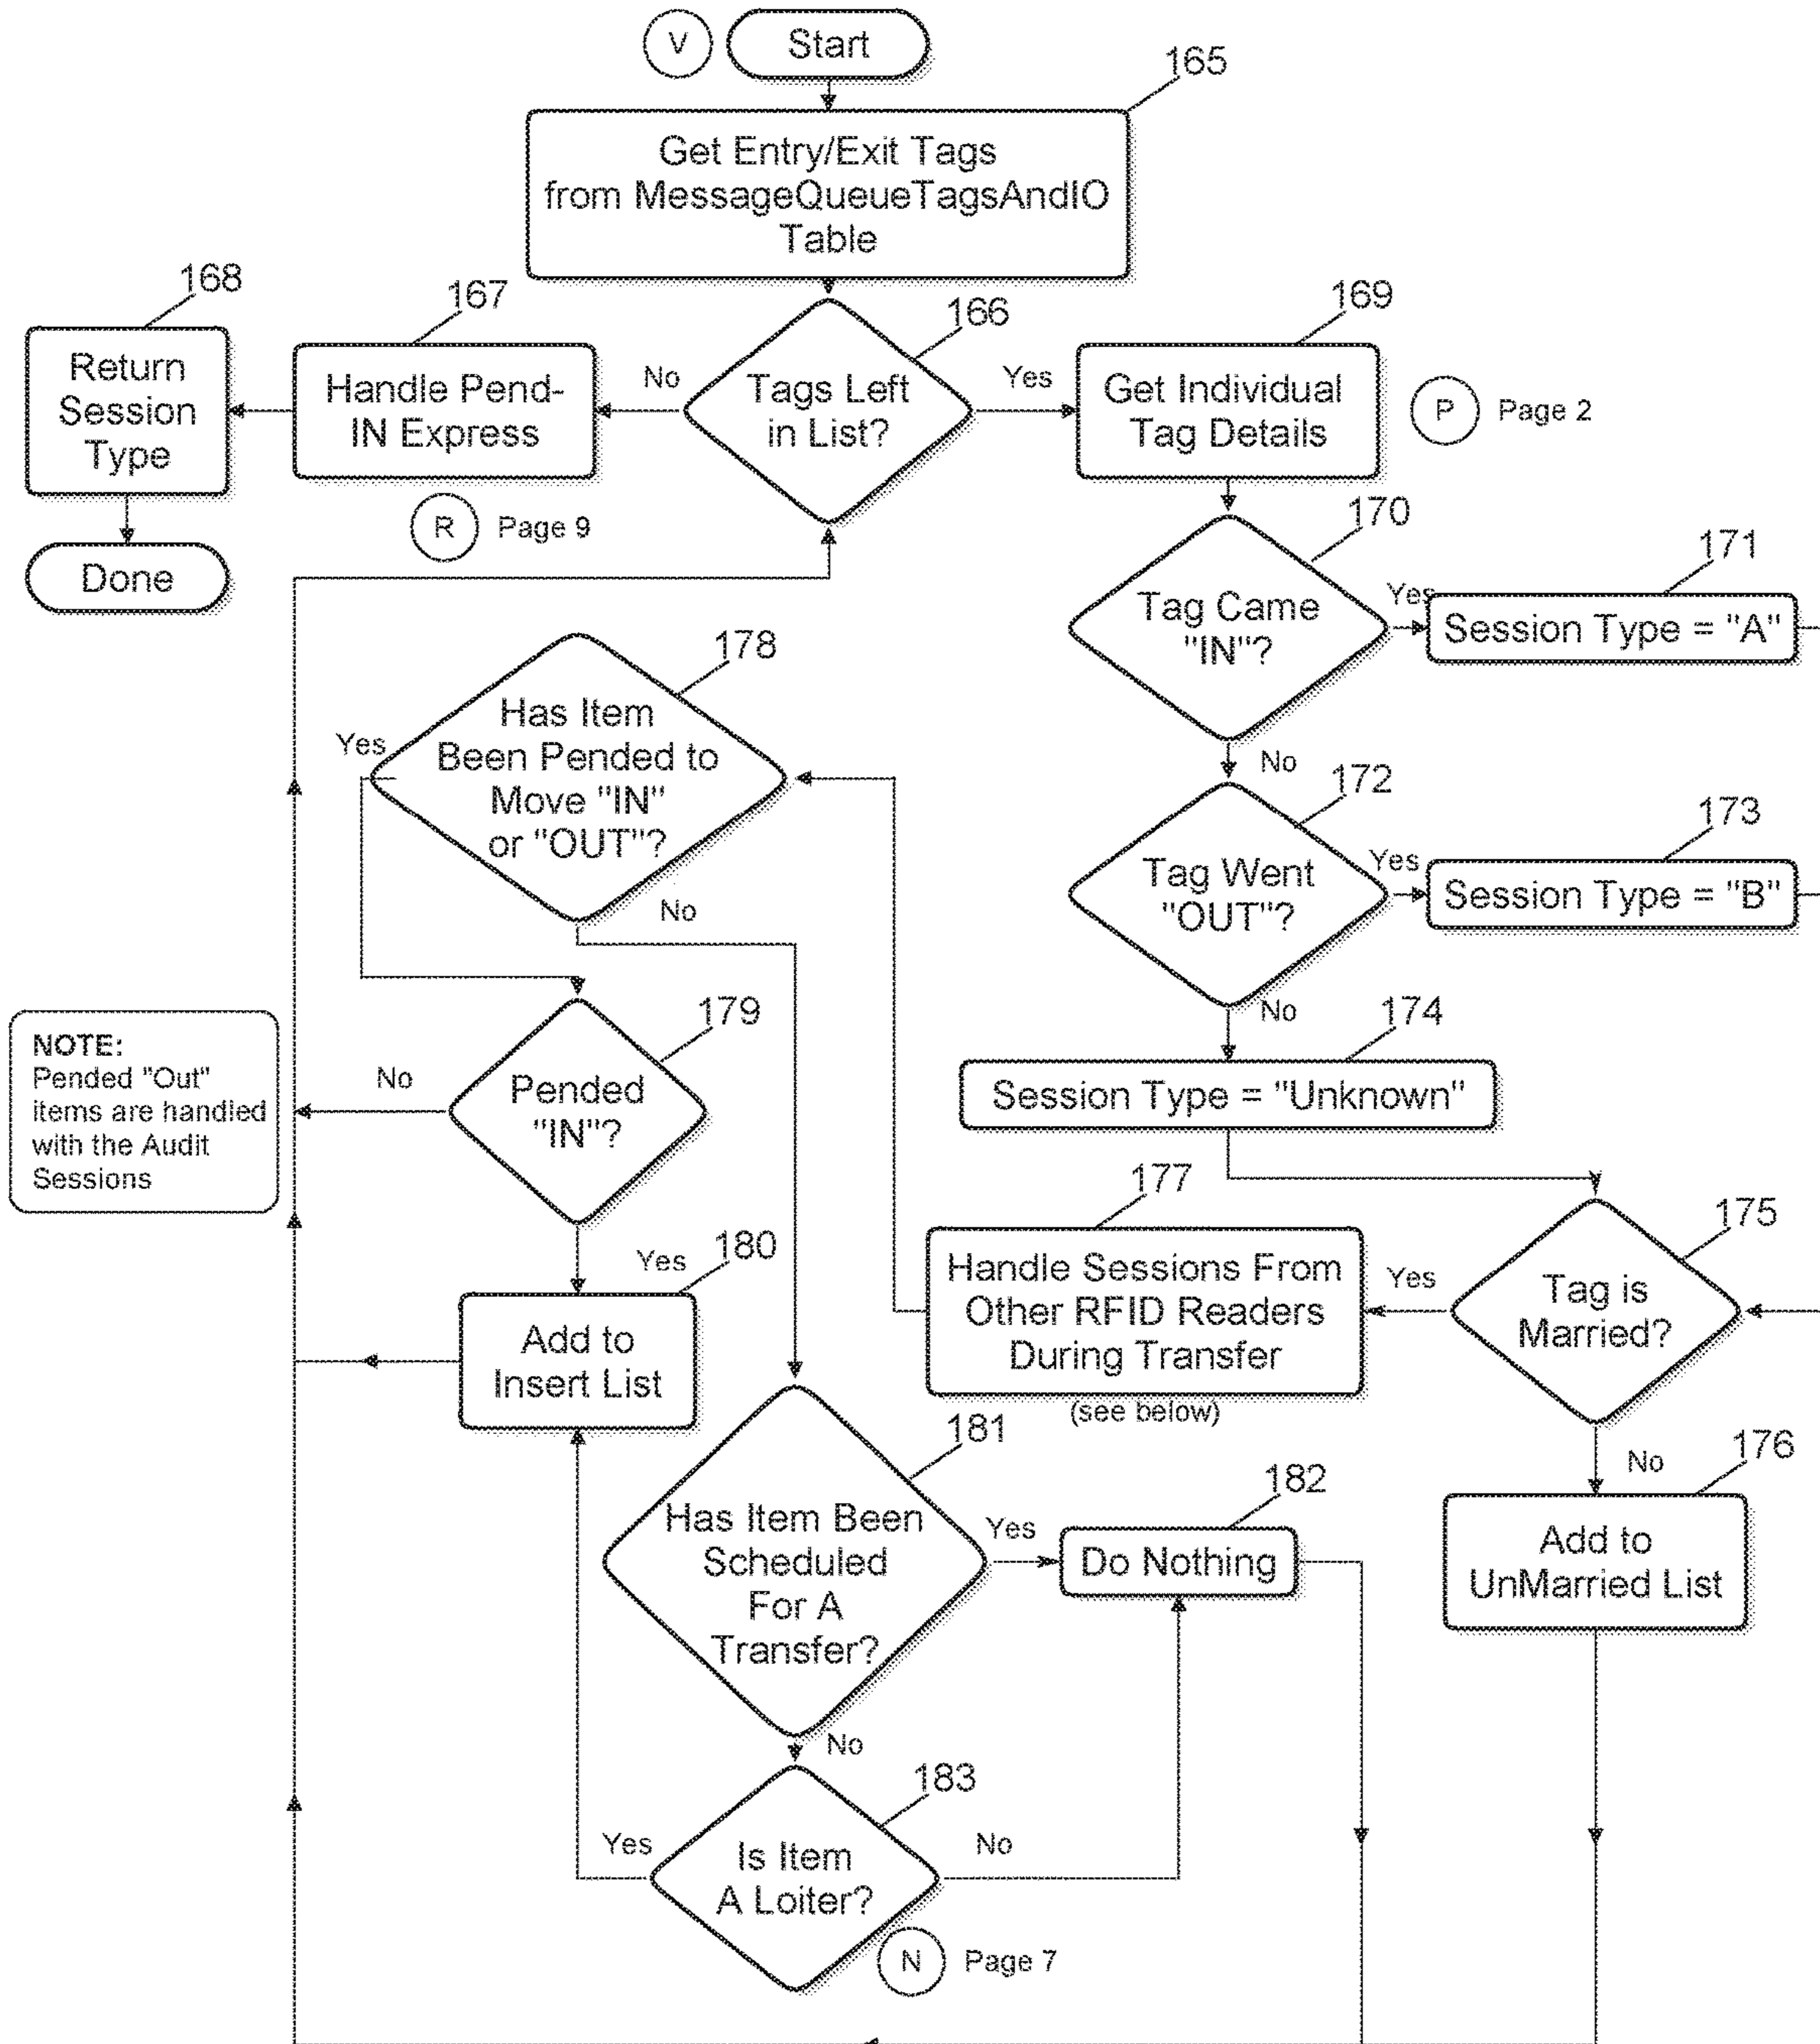 V
Start
165
Get Entry/Exit Tags
from MessageQueueTagsAndIO
Table
168
167
166
169
Return
Session
Type
Handle Pend-
IN Express
No
Tags Left
in List?
Yes
Get Individual
Tag Details
P
Page 2
R
Page 9
Done
170
Tag Came
"IN"?
Yes
171
Session Type = "A"
No
178
Has Item
Been Pended to
Move "IN"
or "OUT"?
Yes
No
172
Tag Went
"OUT"?
Yes
173
Session Type = "B"
No
174
Session Type = "Unknown"
NOTE:
Pended "Out"
items are handled
with the Audit
Sessions
179
Pended
"IN"?
No
Yes
180
Add to
Insert List
177
Handle Sessions From
Other RFID Readers
During Transfer
(see below)
Yes
175
Tag is
Married?
No
176
Add to
UnMarried List
181
Has Item Been
Scheduled
For A
Transfer?
Yes
182
Do Nothing
No
183
Is Item
A Loiter?
Yes
No
N
Page 7